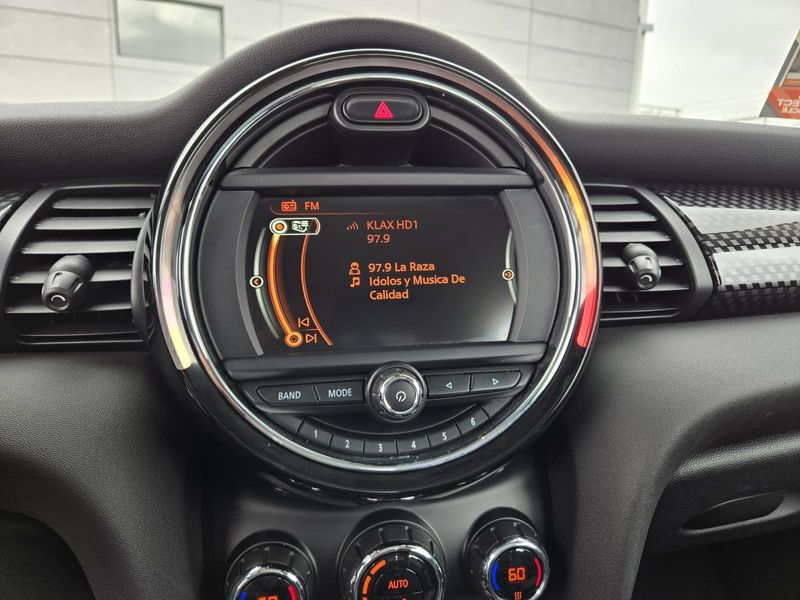 FM
KLAX HD1
97.9
97.9 La Raza
Idolos y Musica De
Calidad
BAND
MODE
1 2 3 4 5 6
AUTO
60